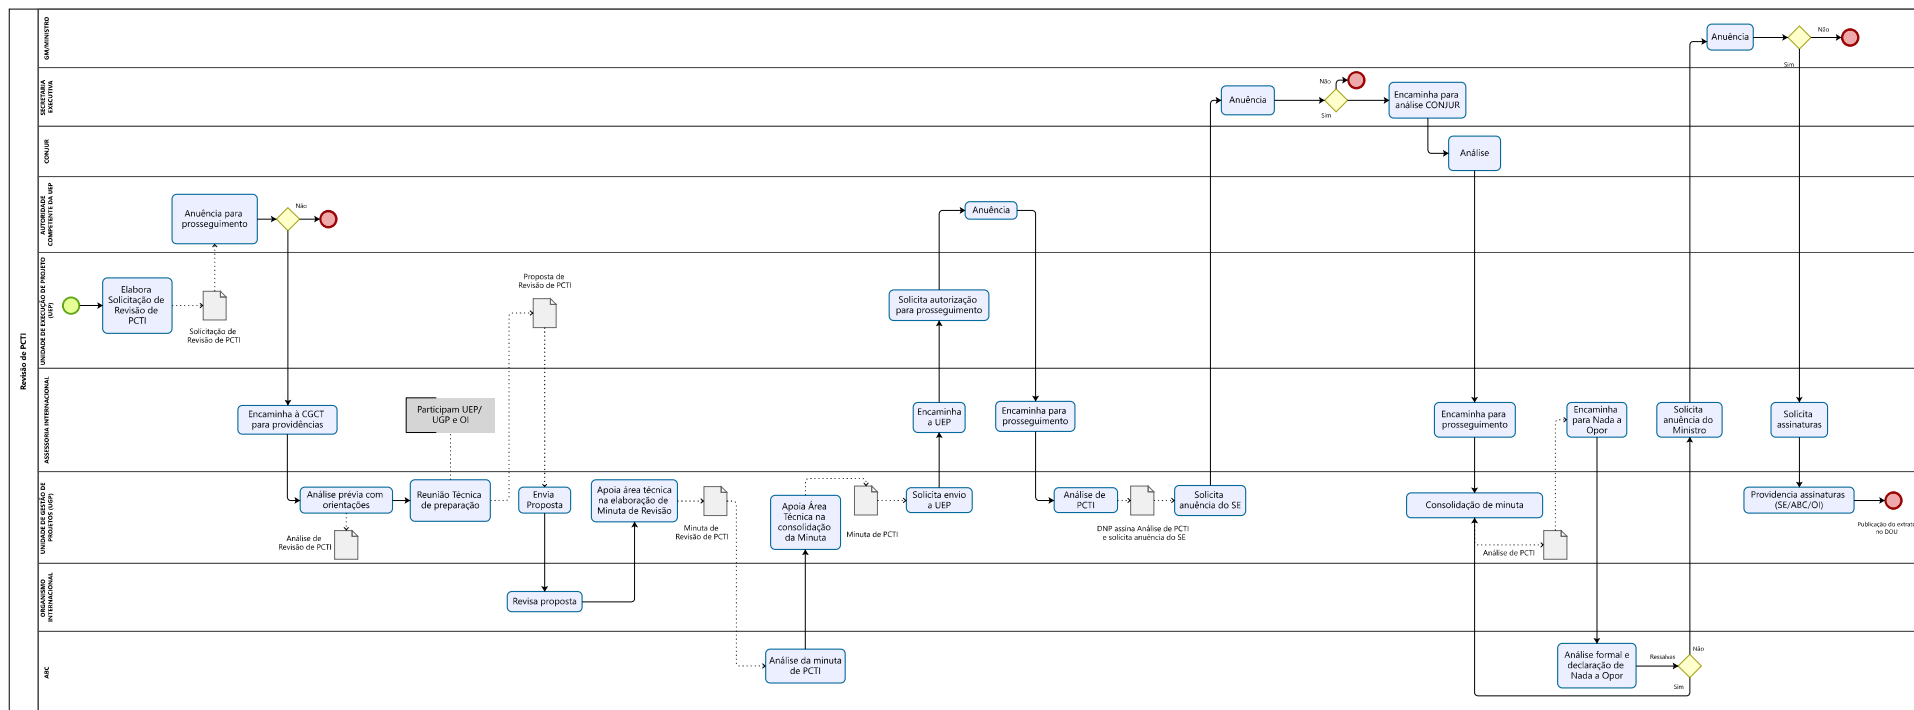 Revisão de PCTI
GM/MINISTRO
Anuência
Não
Sim
SECRETARIA
EXECUTIVA
Anuência
Não
Sim
Encaminha para
análise CONJUR
CONJUR
Análise
AUTORIDADE
COMPETENTE DA UEP
Anuência para
prosseguimento
Não
Anuência
UNIDADE DE EXECUÇÃO DE PROJETO
(UEP)
Elabora
Solicitação de
Revisão de
PCTI
Solicitação de
Revisão de PCTI
Proposta de
Revisão de PCTI
Solicita autorização
para prosseguimento
ASSESSORIA INTERNACIONAL
Encaminha à CGCT
para providências
Participam UEP/
UGP e OI
Encaminha
a UEP
Encaminha para
prosseguimento
Encaminha para
prosseguimento
Encaminha
para Nada a
Opor
Solicita
anuência do
Ministro
Solicita
assinaturas
UNIDADE DE GESTÃO DE
PROJETOS (UGP)
Análise prévia com
orientações
Análise de
Revisão de PCTI
Reunião Técnica
de preparação
Envia
Proposta
Apoia área técnica
na elaboração de
Minuta de Revisão
Minuta de
Revisão de PCTI
Apoia Área
Técnica na
consolidação
da Minuta
Minuta de PCTI
Solicita envio
a UEP
Análise de
PCTI
DNP assina Análise de PCTI
e solicita anuência do SE
Solicita
anuência do SE
Consolidação de minuta
Análise de PCTI
Providencia assinaturas
(SE/ABC/OI)
Publicação do extrato
no DOU
ORGANISMO
INTERNACIONAL
Revisa proposta
ABC
Análise da minuta
de PCTI
Análise formal e
declaração de
Nada a Opor
Ressalvas
Não
Sim